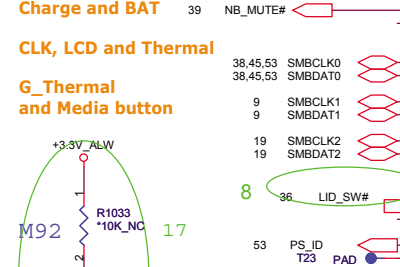 Charge and BAT
39 NB_MUTE#
CLK, LCD and Thermal
38,45,53 SMBCLK0
38,45,53 SMBDAT0
G_Thermal
and Media button
9 SMBCLK1
9 SMBDAT1
19 SMBCLK2
19 SMBDAT2
+3.3V_ALW
8
36 LID_SW#
1
R1033
*10K_NC
M92
17
53 PS_ID
T23 PAD
2